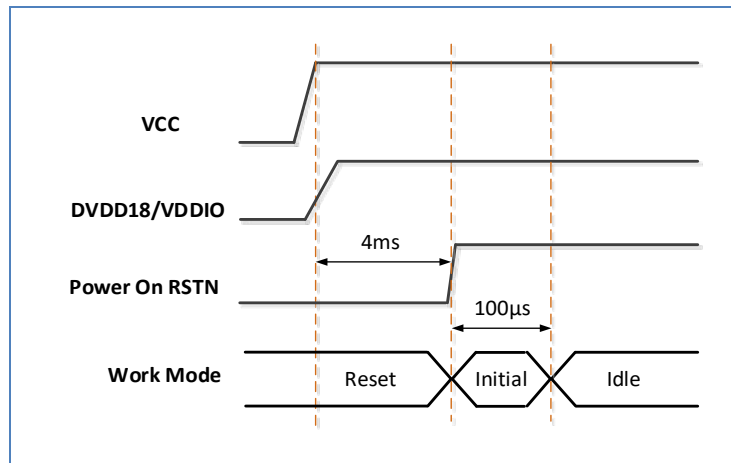 VCC
DVDD18/VDDIO
4ms
Power On RSTN
100µs
Work Mode
Reset
Initial
Idle